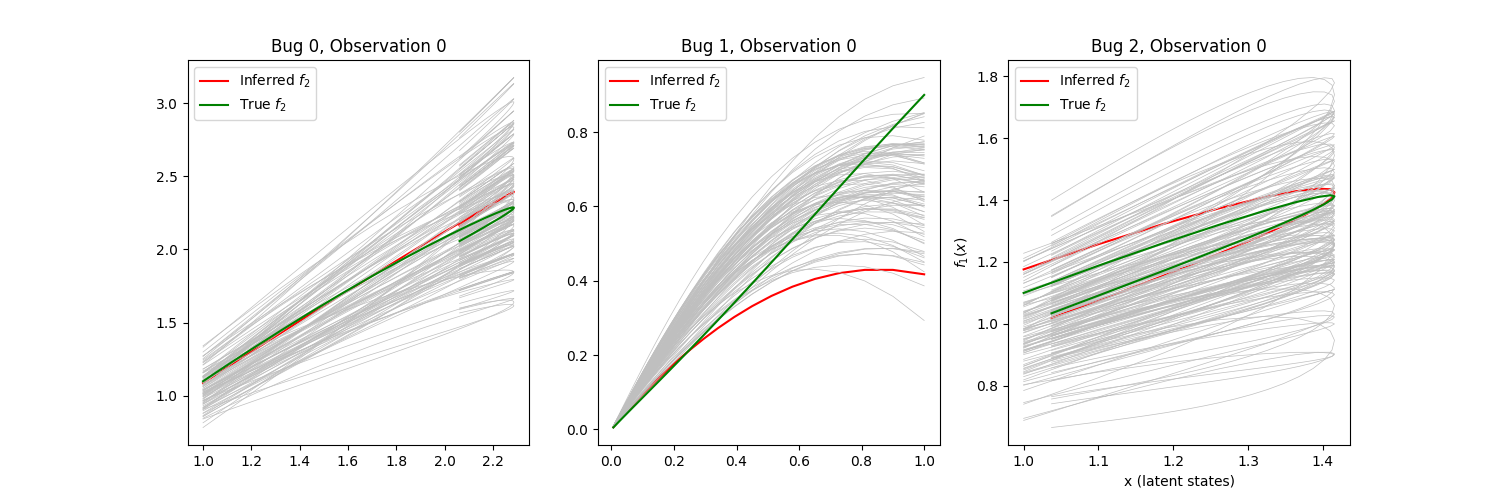 Bug 0, Observation 0
Inferred f₂
True f₂
3.0
2.5
2.0
1.5
1.0
1.0 1.2 1.4 1.6 1.8 2.0 2.2
Bug 1, Observation 0
Inferred f₂
True f₂
0.8
0.6
0.4
0.2
0.0
0.0 0.2 0.4 0.6 0.8 1.0
Bug 2, Observation 0
Inferred f₂
True f₂
f₁(x)
1.8
1.6
1.4
1.2
1.0
0.8
1.0 1.1 1.2 1.3 1.4
x (latent states)